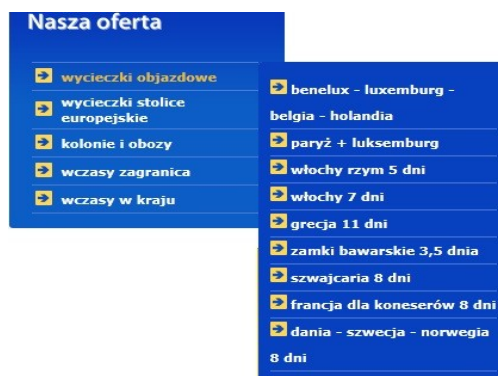 Nasza oferta
wycieczki objazdowe
wycieczki stolice
europejskie
kolonie i obozy
wczasy zagranica
wczasy w kraju
benelux - luxemburg -
belgia - holandia
paryż + luksemburg
włochy rzym 5 dni
włochy 7 dni
grecja 11 dni
zamki bawarskie 3,5 dnia
szwajcaria 8 dni
francja dla koneserów 8 dni
dania - szwecja - norwegia
8 dni